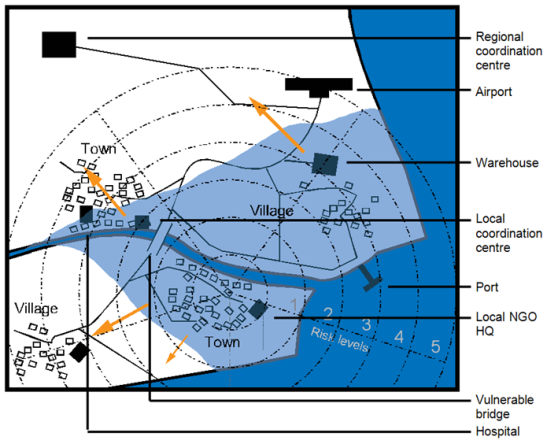 Regional
coordination
centre
Airport
Town
Warehouse
Village
Local
coordination
centre
Port
Village
Town
1 2 3 4 5
Risk levels
Local NGO
HQ
Vulnerable
bridge
Hospital